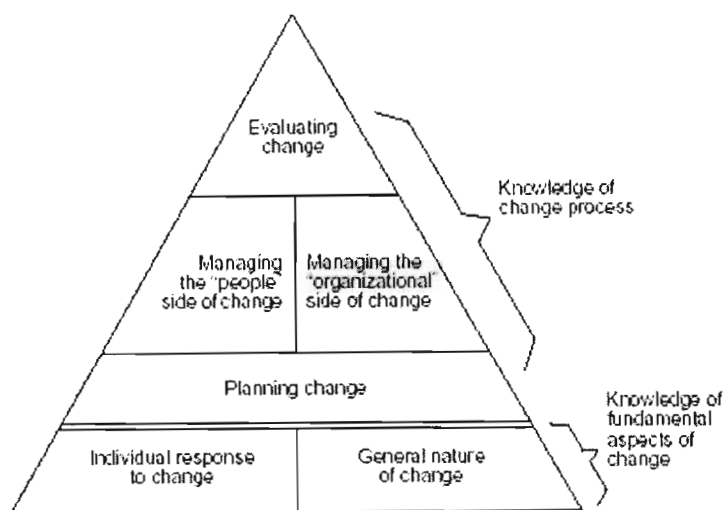 Evaluating
change
Knowledge of
change process
Managing
the "people"
side of change
Managing the
"organizational"
side of change
Planning change
Knowledge of
fundamental
aspects of
change
Individual response
to change
General nature
of change